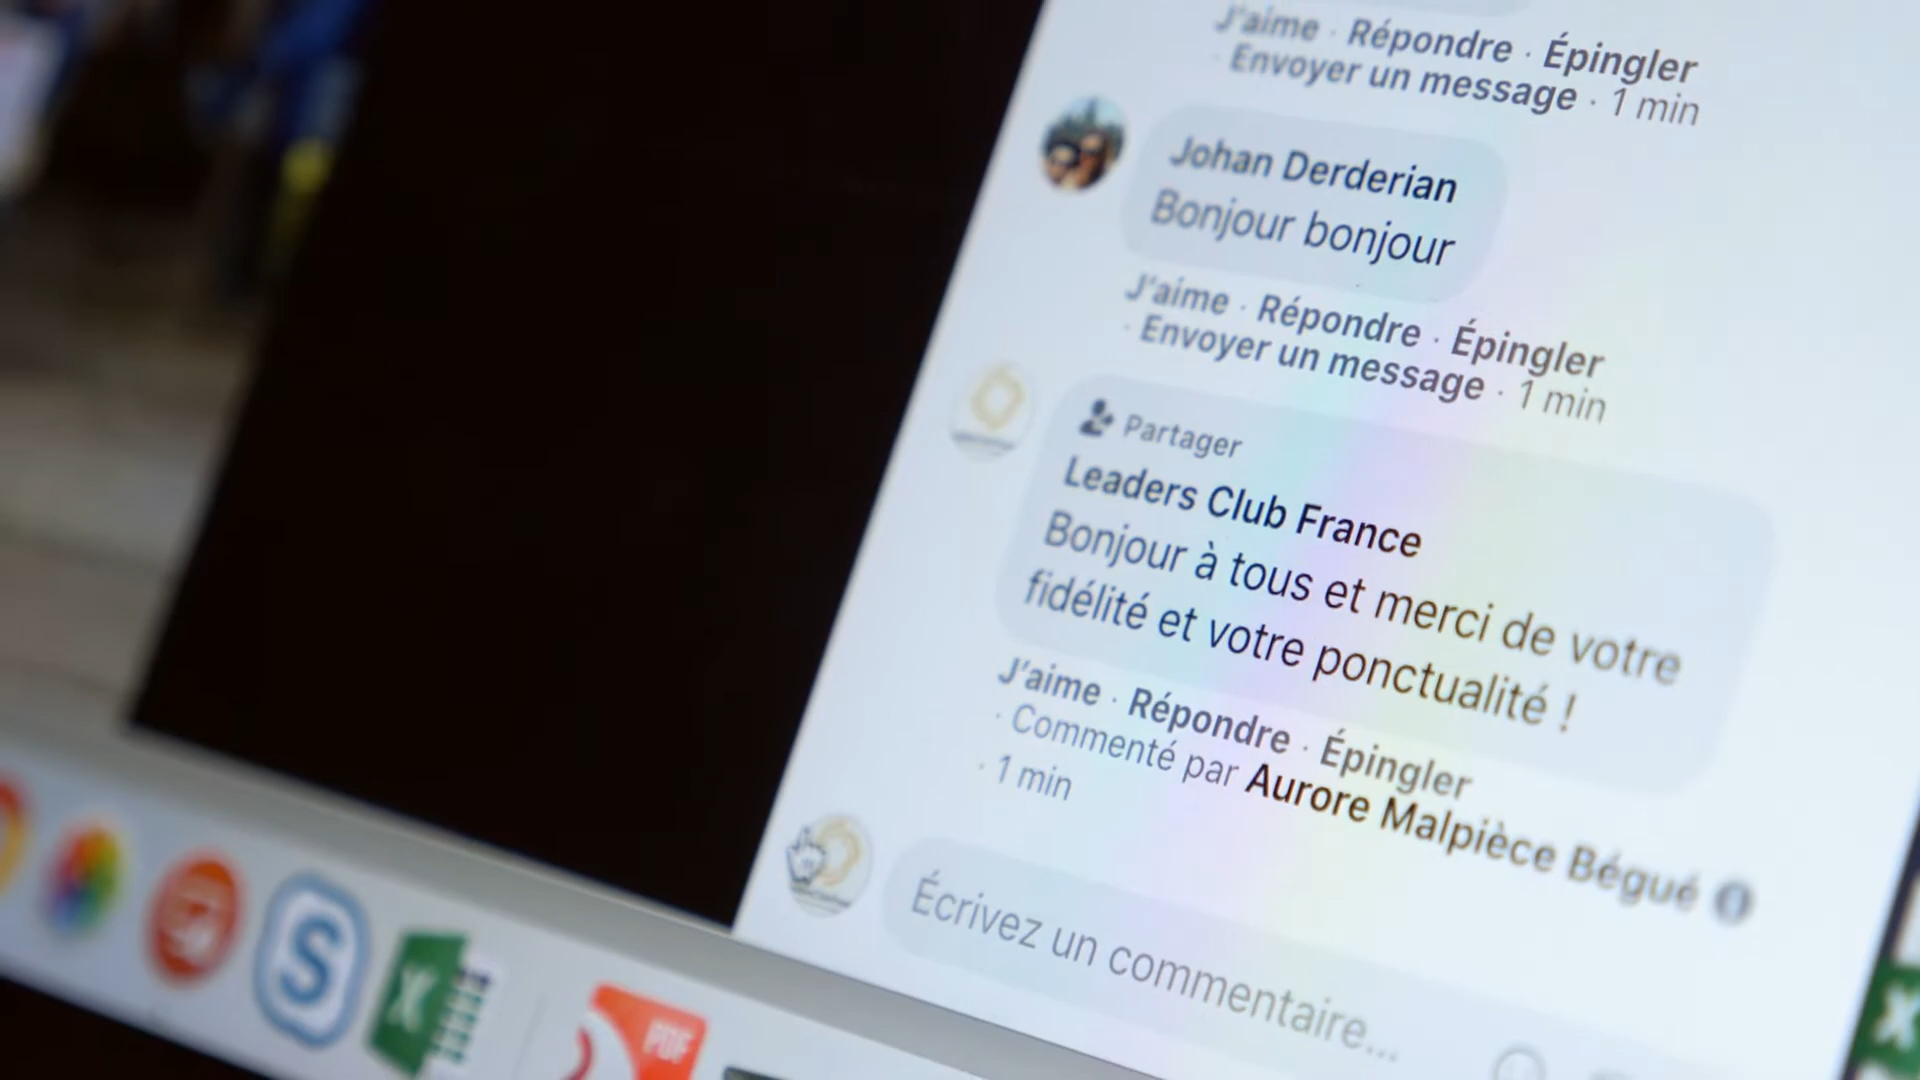 J'aime · Répondre · Épingler
· Envoyer un message · 1 min
Johan Derderian
Bonjour bonjour
J'aime · Répondre · Épingler
· Envoyer un message · 1 min
Partager
Leaders Club France
Bonjour à tous et merci de votre
fidélité et votre ponctualité !
J'aime · Répondre · Épingler
· Commenté par Aurore Malpièce Bégué
· 1 min
Écrivez un commentaire...
S
X
PDF
X